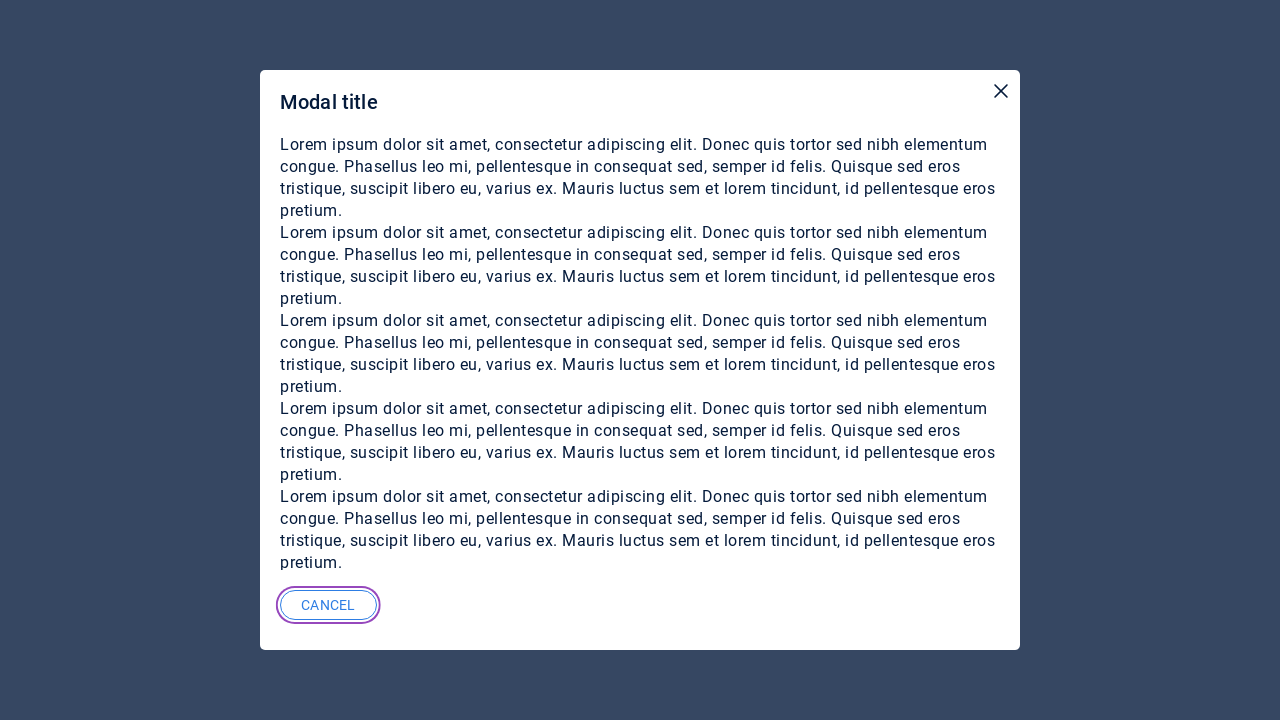 Modal title
Lorem ipsum dolor sit amet, consectetur adipiscing elit. Donec quis tortor sed nibh elementum
congue. Phasellus leo mi, pellentesque in consequat sed, semper id felis. Quisque sed eros
tristique, suscipit libero eu, varius ex. Mauris luctus sem et lorem tincidunt, id pellentesque eros
pretium.
Lorem ipsum dolor sit amet, consectetur adipiscing elit. Donec quis tortor sed nibh elementum
congue. Phasellus leo mi, pellentesque in consequat sed, semper id felis. Quisque sed eros
tristique, suscipit libero eu, varius ex. Mauris luctus sem et lorem tincidunt, id pellentesque eros
pretium.
Lorem ipsum dolor sit amet, consectetur adipiscing elit. Donec quis tortor sed nibh elementum
congue. Phasellus leo mi, pellentesque in consequat sed, semper id felis. Quisque sed eros
tristique, suscipit libero eu, varius ex. Mauris luctus sem et lorem tincidunt, id pellentesque eros
pretium.
Lorem ipsum dolor sit amet, consectetur adipiscing elit. Donec quis tortor sed nibh elementum
congue. Phasellus leo mi, pellentesque in consequat sed, semper id felis. Quisque sed eros
tristique, suscipit libero eu, varius ex. Mauris luctus sem et lorem tincidunt, id pellentesque eros
pretium.
Lorem ipsum dolor sit amet, consectetur adipiscing elit. Donec quis tortor sed nibh elementum
congue. Phasellus leo mi, pellentesque in consequat sed, semper id felis. Quisque sed eros
tristique, suscipit libero eu, varius ex. Mauris luctus sem et lorem tincidunt, id pellentesque eros
pretium.
CANCEL